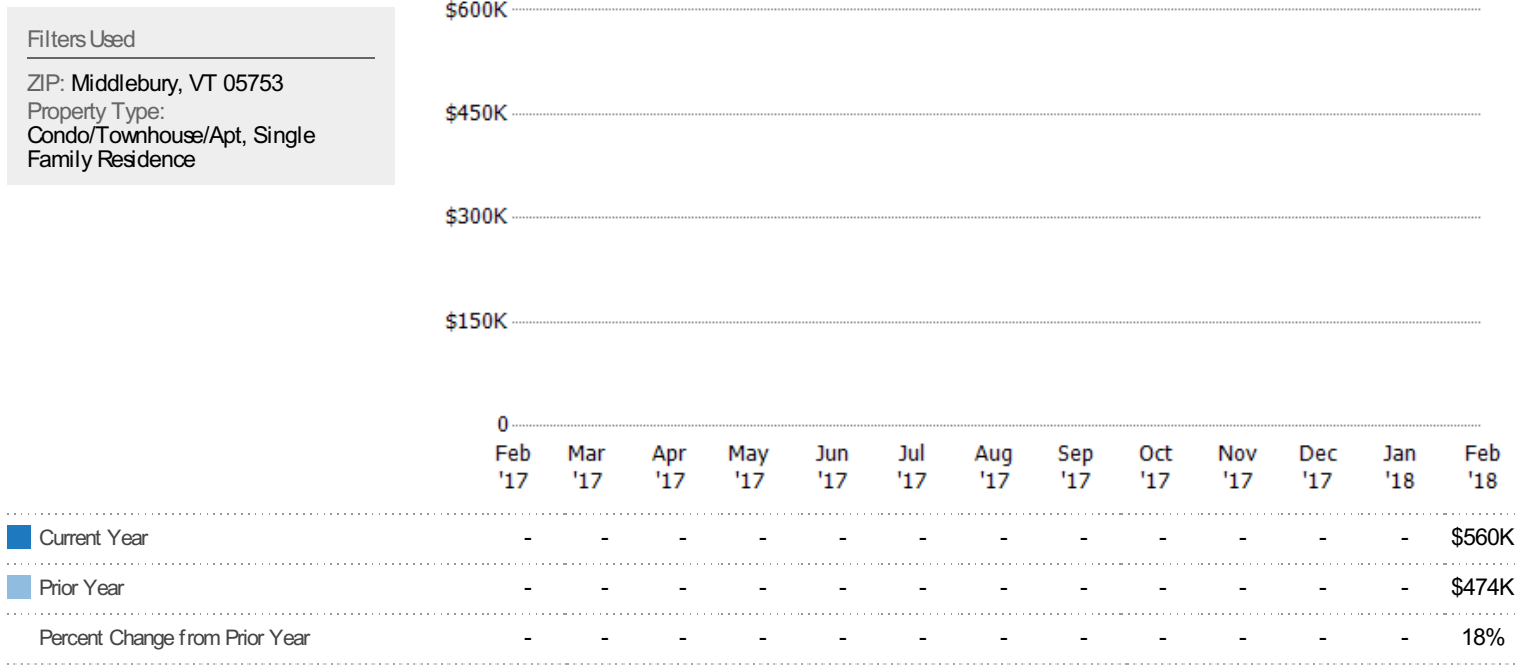 Filters Used
ZIP: Middlebury, VT 05753
Property Type:
Condo/Townhouse/Apt, Single
Family Residence
$600K
$450K
$300K
$150K
0
Feb Mar Apr May Jun Jul Aug Sep Oct Nov Dec Jan Feb
'17 '17 '17 '17 '17 '17 '17 '17 '17 '17 '17 '18 '18
Current Year - - - - - - - - - - - - $560K
Prior Year - - - - - - - - - - - - $474K
Percent Change from Prior Year - - - - - - - - - - - - 18%